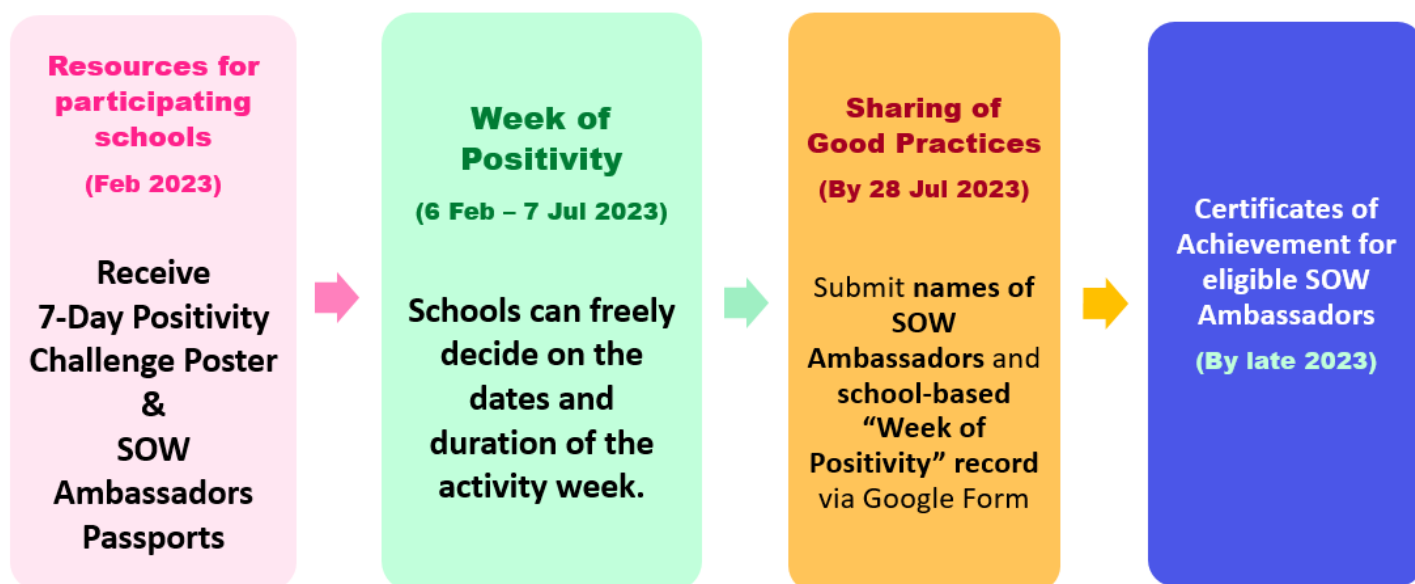 Resources for
participating
schools
(Feb 2023)
Receive
7-Day Positivity
Challenge Poster
&
SOW
Ambassadors
Passports
Week of
Positivity
(6 Feb – 7 Jul 2023)
Schools can freely
decide on the
dates and
duration of the
activity week.
Sharing of
Good Practices
(By 28 Jul 2023)
Submit names of
SOW
Ambassadors and
school-based
“Week of
Positivity” record
via Google Form
Certificates of
Achievement for
eligible SOW
Ambassadors
(By late 2023)